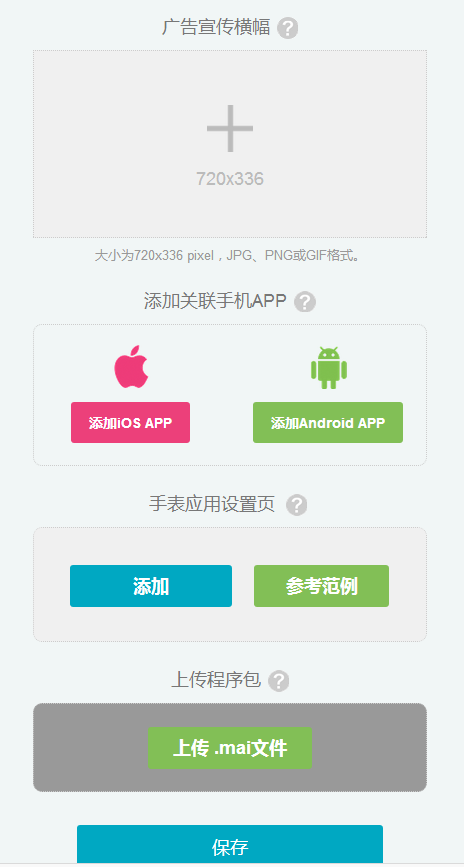 广告宣传横幅 ?
720x336
大小为720x336 pixel，JPG、PNG或GIF格式。
添加关联手机APP ?
添加iOS APP
添加Android APP
手表应用设置页 ?
添加
参考范例
上传程序包 ?
上传 .mai文件
保存